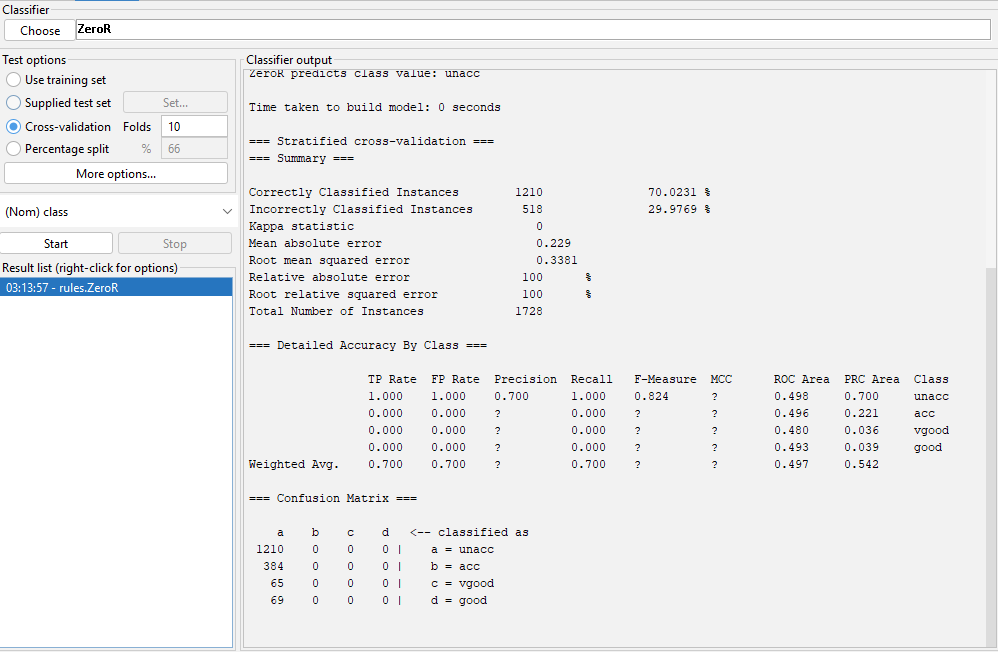 Classifier
Choose ZeroR
Test options
Use training set
Supplied test set Set...
Cross-validation Folds 10
Percentage split % 66
More options...
(Nom) class
Start Stop
Result list (right-click for options)
03:13:57 - rules.ZeroR
Classifier output
ZeroR predicts class value: unacc
Time taken to build model: 0 seconds
=== Stratified cross-validation ===
=== Summary ===
Correctly Classified Instances 1210 70.0231 %
Incorrectly Classified Instances 518 29.9769 %
Kappa statistic 0
Mean absolute error 0.229
Root mean squared error 0.3381
Relative absolute error 100 %
Root relative squared error 100 %
Total Number of Instances 1728
=== Detailed Accuracy By Class ===
TP Rate FP Rate Precision Recall F-Measure MCC ROC Area PRC Area Class
1.000 1.000 0.700 1.000 0.824 ? 0.498 0.700 unacc
0.000 0.000 ? 0.000 ? ? 0.496 0.221 acc
0.000 0.000 ? 0.000 ? ? 0.480 0.036 vgood
0.000 0.000 ? 0.000 ? ? 0.493 0.039 good
Weighted Avg. 0.700 0.700 ? 0.700 ? ? 0.497 0.542
=== Confusion Matrix ===
a b c d <-- classified as
1210 0 0 0 | a = unacc
384 0 0 0 | b = acc
65 0 0 0 | c = vgood
69 0 0 0 | d = good